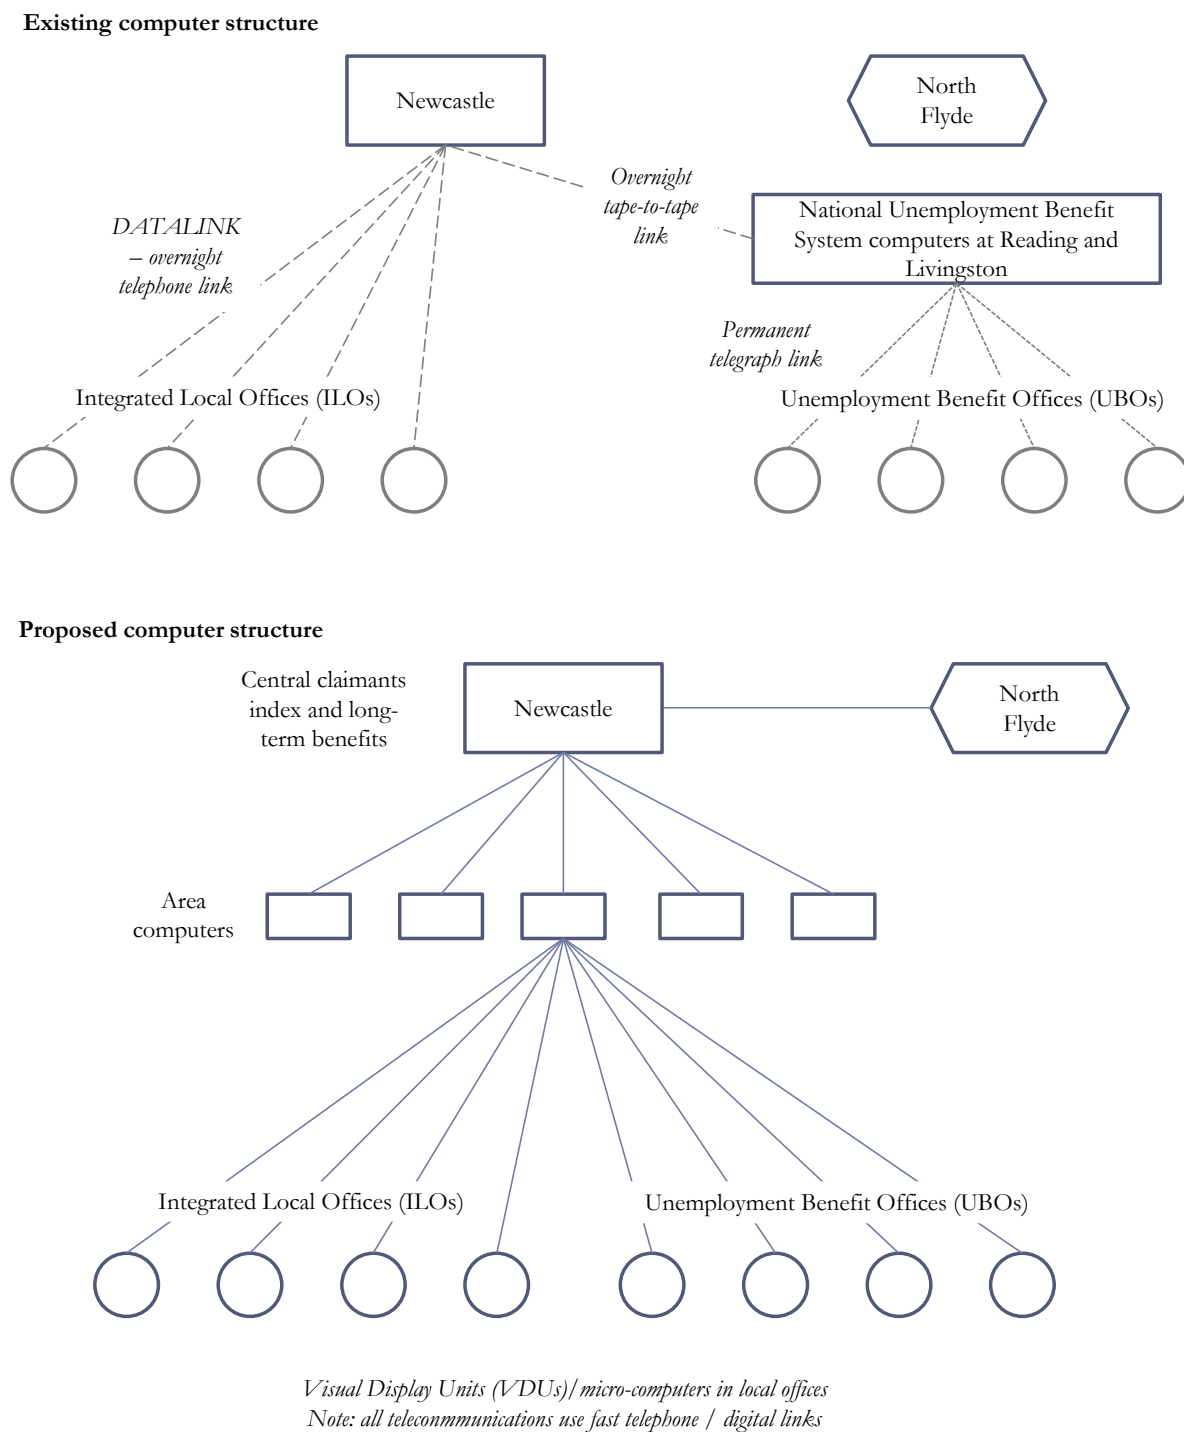 Existing computer structure
Newcastle
North
Flyde
Overnight
tape-to-tape
link
DATALINK
– overnight
telephone link
National Unemployment Benefit
System computers at Reading and
Livingston
Permanent
telegraph link
Integrated Local Offices (ILOs)
Unemployment Benefit Offices (UBOs)
Proposed computer structure
Central claimants
index and long-
term benefits
Newcastle
North
Flyde
Area
computers
Integrated Local Offices (ILOs)
Unemployment Benefit Offices (UBOs)
Visual Display Units (VDUs)/micro-computers in local offices
Note: all teleconmmunications use fast telephone / digital links